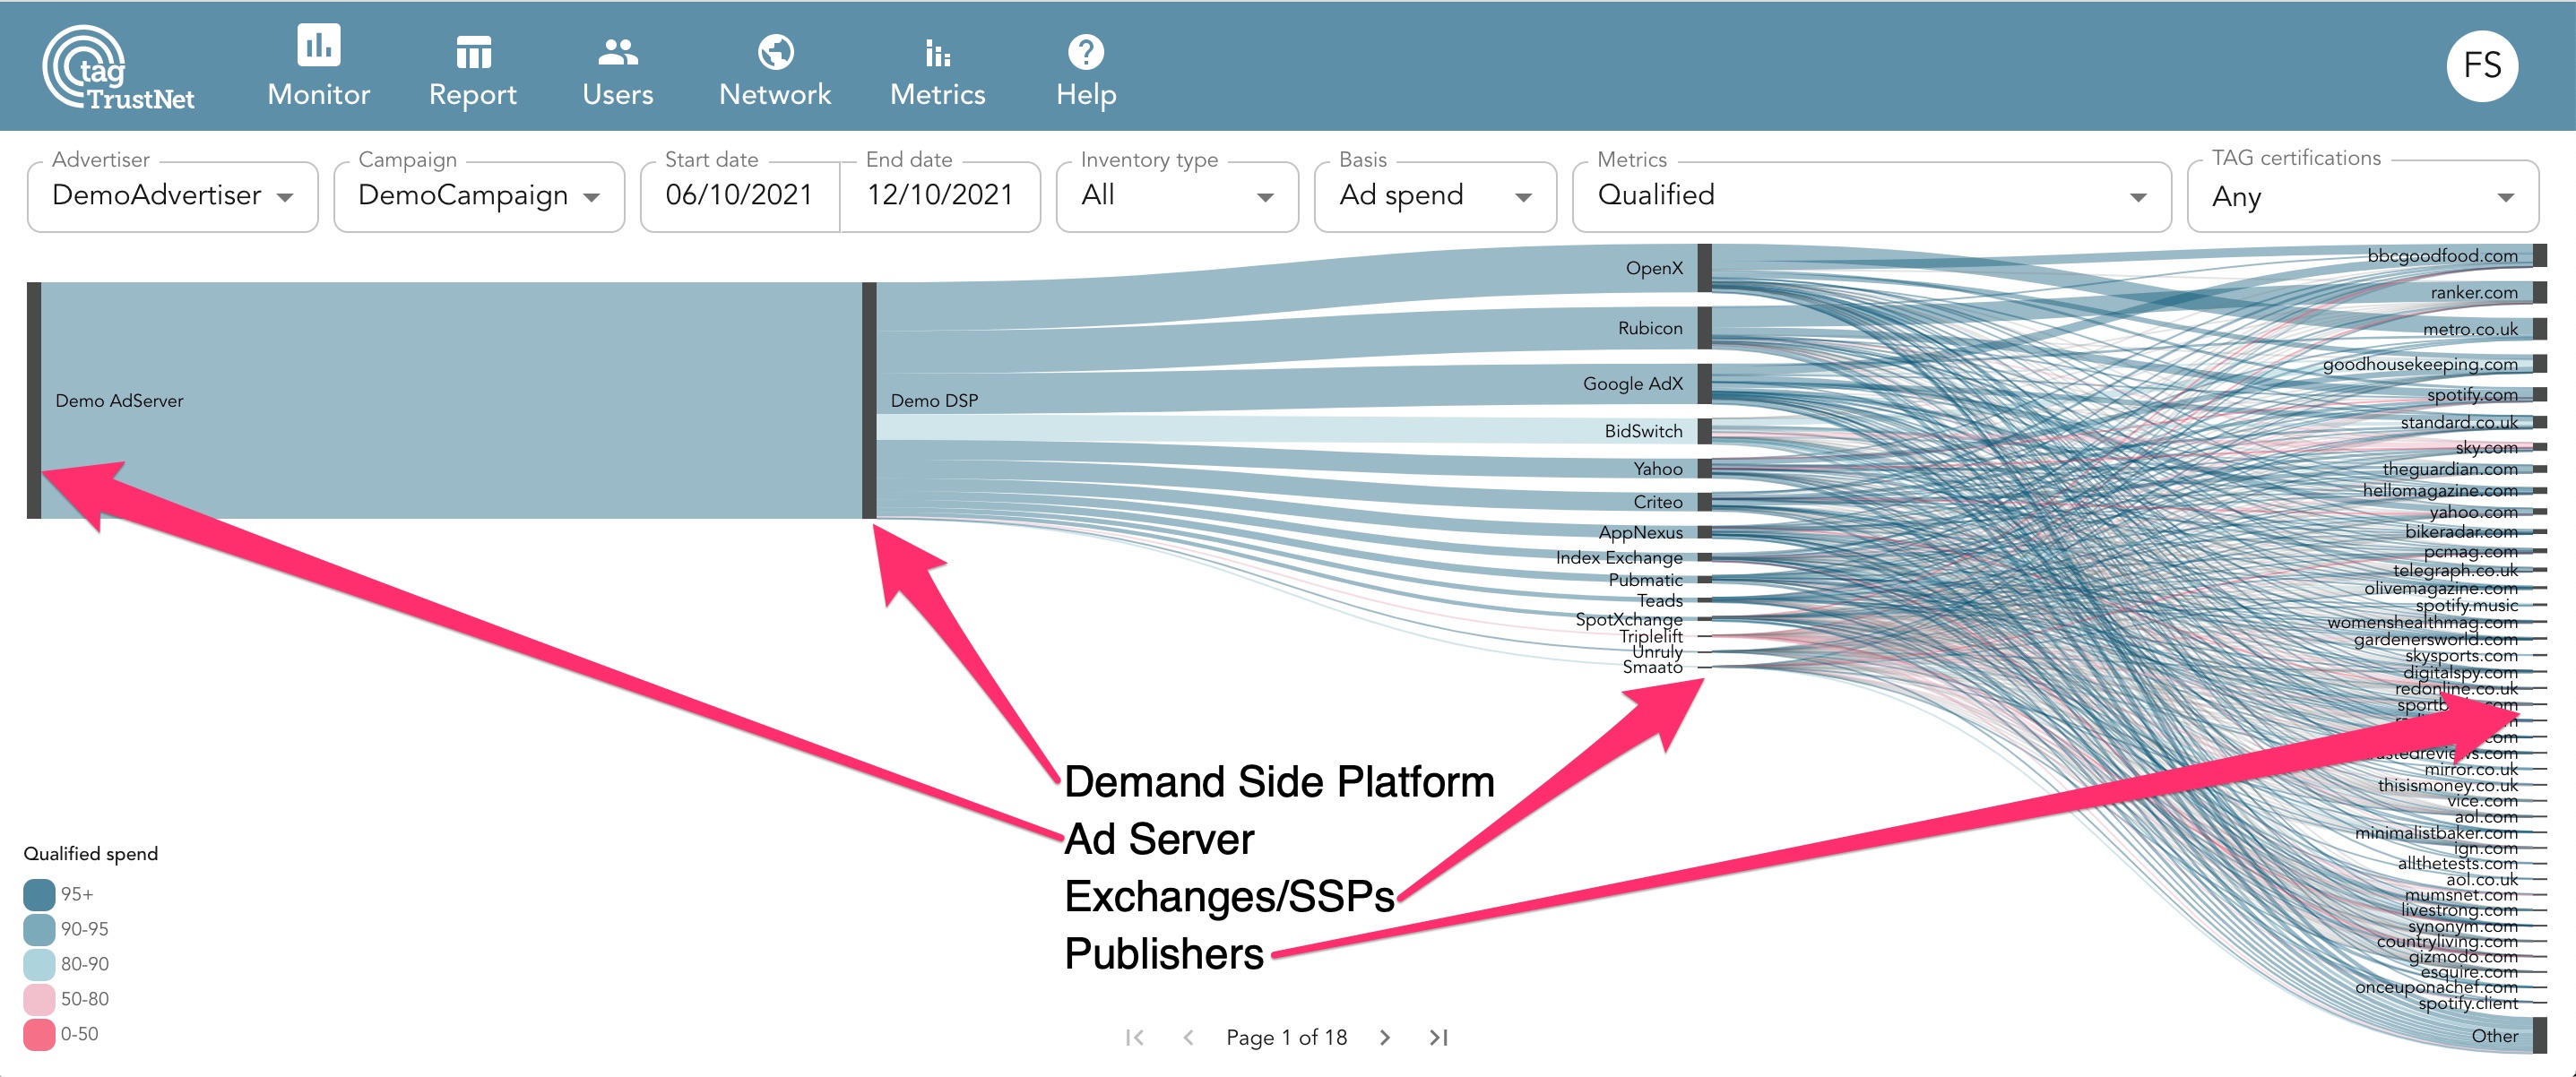 tag
TrustNet
Monitor
Report
Users
Network
Metrics
Help
FS
Advertiser
DemoAdvertiser
Campaign
DemoCampaign
Start date
06/10/2021
End date
12/10/2021
Inventory type
All
Basis
Ad spend
Metrics
Qualified
TAG certifications
Any
Demo AdServer
Demo DSP
OpenX
Rubicon
Google AdX
BidSwitch
Yahoo
Criteo
AppNexus
Index Exchange
Pubmatic
Teads
SpotXchange
Triplelift
Unruly
Smaato
bbcgoodfood.com
ranker.com
metro.co.uk
goodhousekeeping.com
spotify.com
standard.co.uk
sky.com
theguardian.com
hellomagazine.com
yahoo.com
bikeradar.com
pcmag.com
telegraph.co.uk
olivemagazine.com
spotify.music
womenshealthmag.com
gardenersworld.com
skysports.com
digitalspy.com
redonline.co.uk
mirror.co.uk
thisismoney.co.uk
vice.com
aol.com
minimalistbaker.com
ign.com
allthetests.com
aol.co.uk
mumsnet.com
livestrong.com
synonym.com
countryliving.com
gizmodo.com
esquire.com
onceuponachef.com
spotify.client
Other
Demand Side Platform
Ad Server
Exchanges/SSPs
Publishers
Qualified spend
95+
90-95
80-90
50-80
0-50
Page 1 of 18